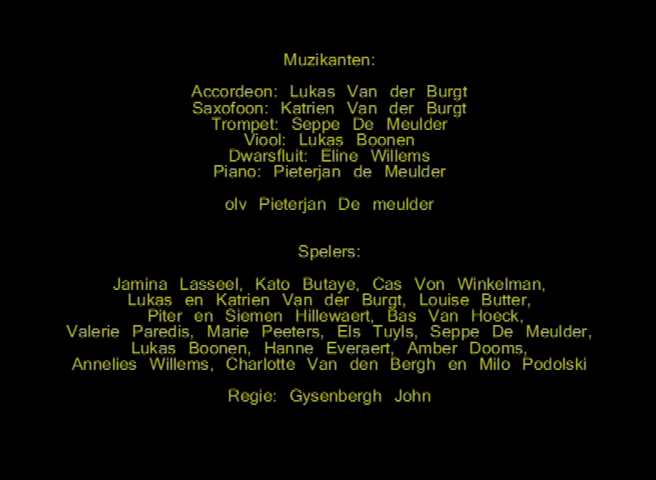 Muzikanten:
Accordeon: Lukas Van der Burgt
Saxofoon: Katrien Van der Burgt
Trompet: Seppe De Meulder
Viool: Lukas Boonen
Dwarsfluit: Eline Willems
Piano: Pieterjan de Meulder
olv Pieterjan De meulder
Spelers:
Jamina Lasseel, Kato Butaye, Cas Von Winkelman,
Lukas en Katrien Van der Burgt, Louise Butter,
Piter en Siemen Hillewaert, Bas Van Hoeck,
Valerie Paredis, Marie Peeters, Els Tuyls, Seppe De Meulder,
Lukas Boonen, Hanne Everaert, Amber Dooms,
Annelies Willems, Charlotte Van den Bergh en Milo Podolski
Regie: Gysenbergh John